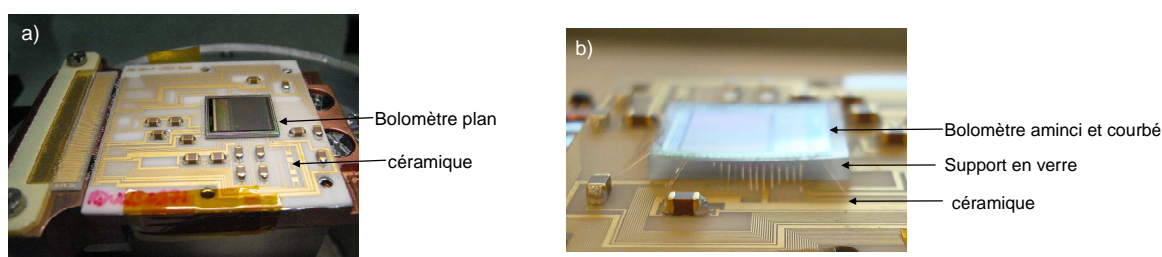 a)
Bolomètre plan
céramique
b)
Bolomètre aminci et courbé
Support en verre
céramique